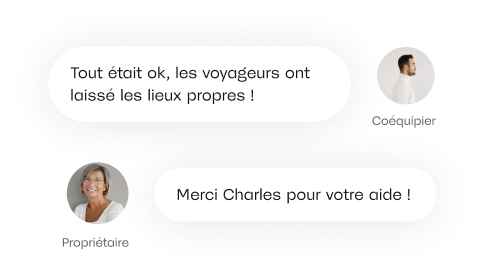 Tout était ok, les voyageurs ont
laissé les lieux propres !
Coéquipier
Merci Charles pour votre aide !
Propriétaire